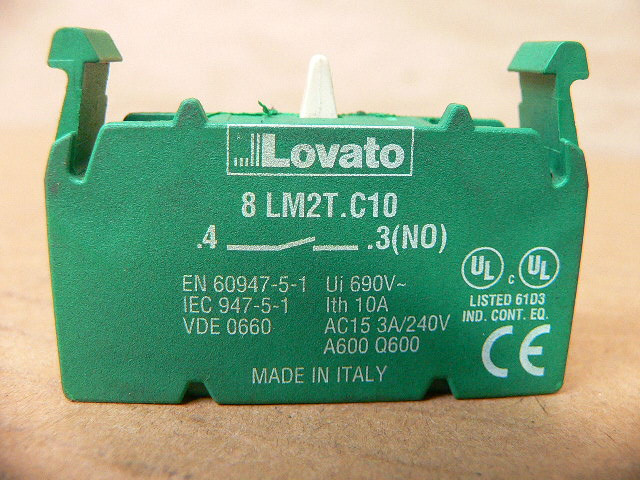 Lovato
8 LM2T.C10
.4 .3(NO)
EN 60947-5-1 Ui 690V~
IEC 947-5-1 Ith 10A
VDE 0660 AC15 3A/240V
A600 Q600
UL c UL
LISTED 61D3
IND. CONT. EQ.
CE
MADE IN ITALY